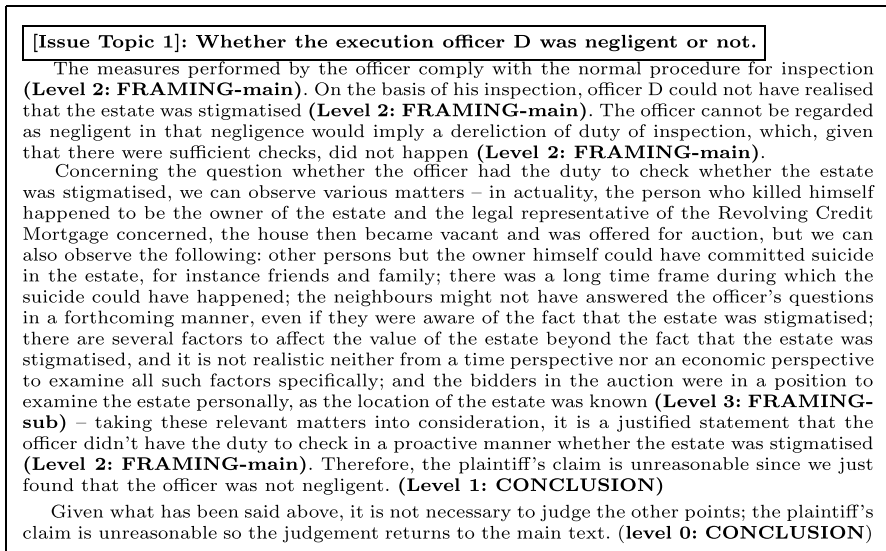 [Issue Topic 1]: Whether the execution officer D was negligent or not.
The measures performed by the officer comply with the normal procedure for inspection
(Level 2: FRAMING-main). On the basis of his inspection, officer D could not have realised
that the estate was stigmatised (Level 2: FRAMING-main). The officer cannot be regarded
as negligent in that negligence would imply a dereliction of duty of inspection, which, given
that there were sufficient checks, did not happen (Level 2: FRAMING-main).
Concerning the question whether the officer had the duty to check whether the estate
was stigmatised, we can observe various matters – in actuality, the person who killed himself
happened to be the owner of the estate and the legal representative of the Revolving Credit
Mortgage concerned, the house then became vacant and was offered for auction, but we can
also observe the following: other persons but the owner himself could have committed suicide
in the estate, for instance friends and family; there was a long time frame during which the
suicide could have happened; the neighbours might not have answered the officer's questions
in a forthcoming manner, even if they were aware of the fact that the estate was stigmatised;
there are several factors to affect the value of the estate beyond the fact that the estate was
stigmatised, and it is not realistic neither from a time perspective nor an economic perspective
to examine all such factors specifically; and the bidders in the auction were in a position to
examine the estate personally, as the location of the estate was known (Level 3: FRAMING-
sub) – taking these relevant matters into consideration, it is a justified statement that the
officer didn't have the duty to check in a proactive manner whether the estate was stigmatised
(Level 2: FRAMING-main). Therefore, the plaintiff's claim is unreasonable since we just
found that the officer was not negligent. (Level 1: CONCLUSION)
Given what has been said above, it is not necessary to judge the other points; the plaintiff's
claim is unreasonable so the judgement returns to the main text. (level 0: CONCLUSION)